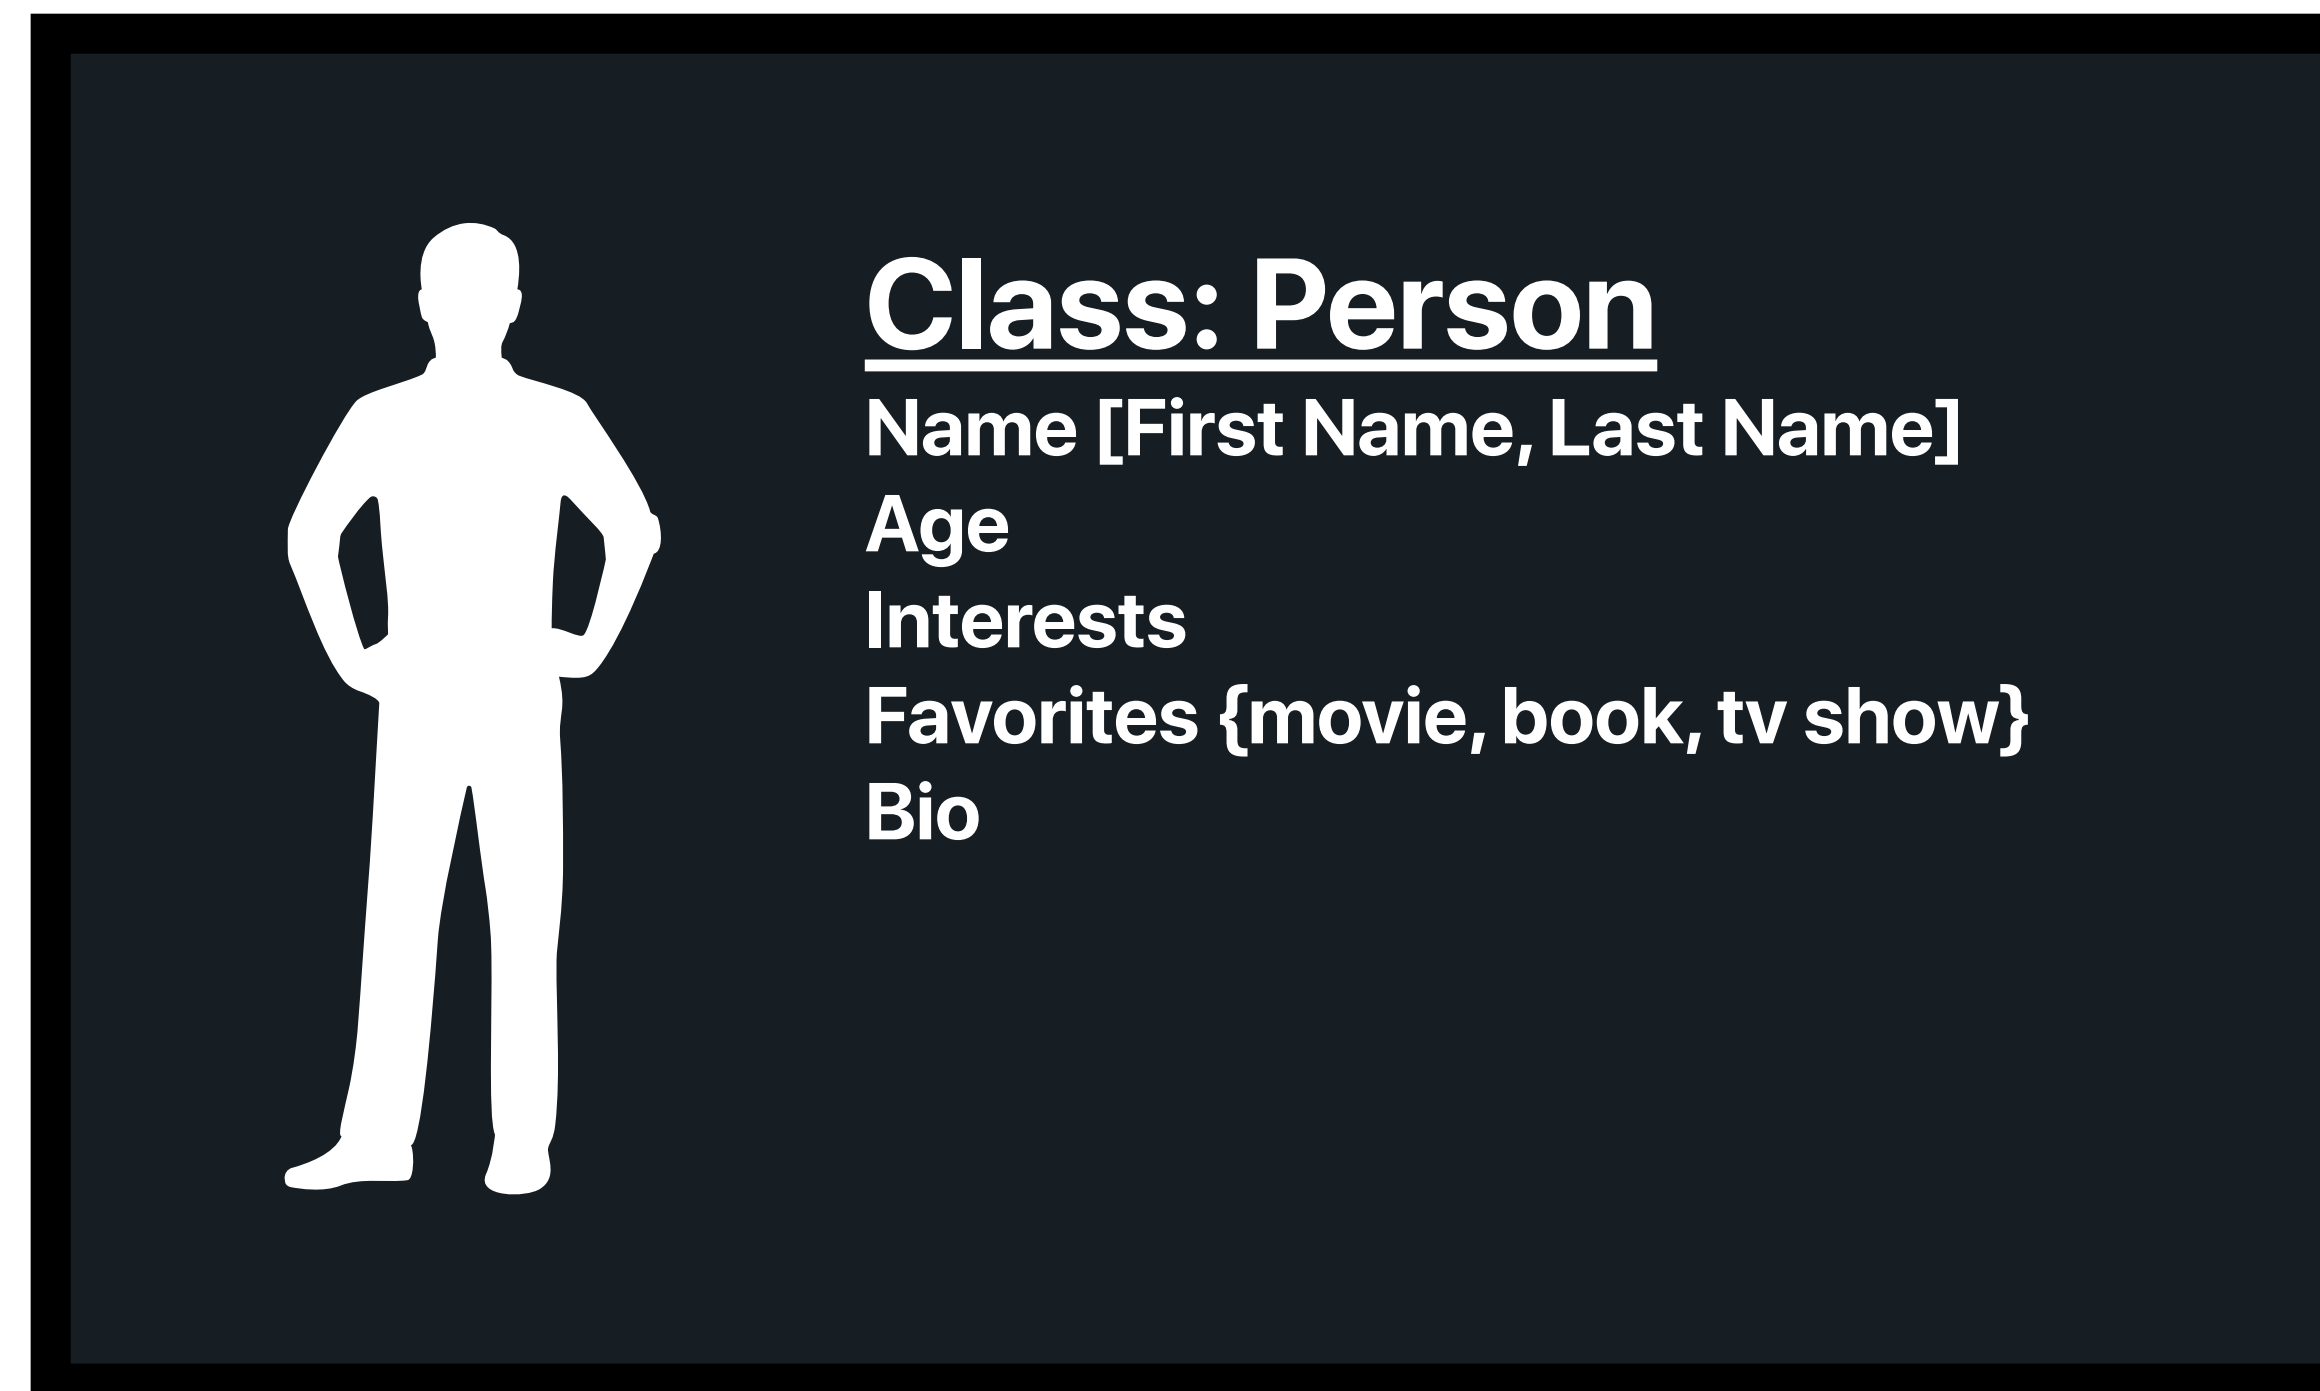 Class: Person
Name [First Name, Last Name]
Age
Interests
Favorites {movie, book, tv show}
Bio